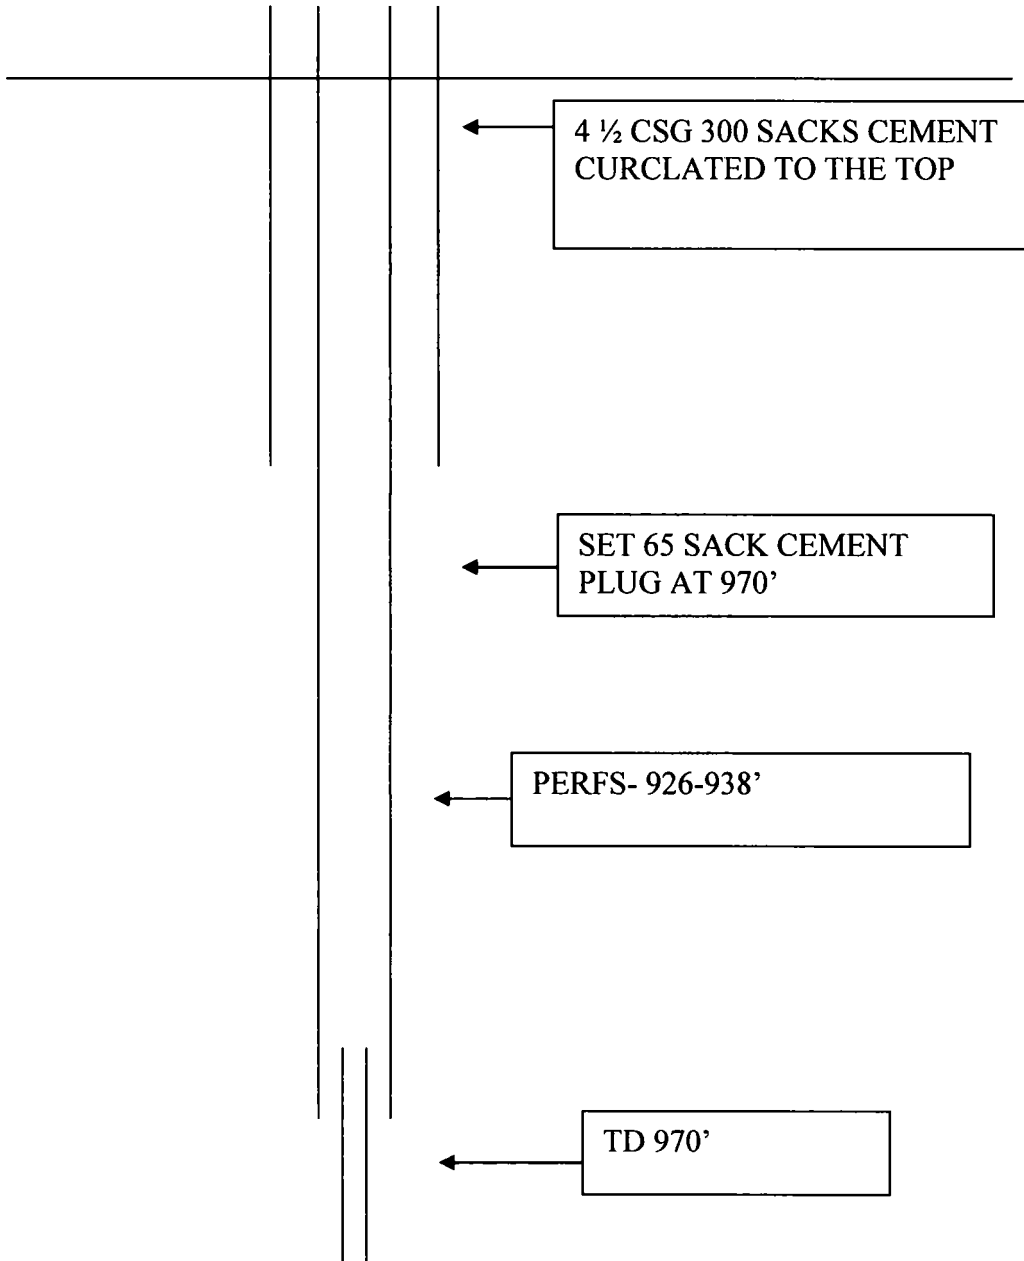 4 ½ CSG 300 SACKS CEMENT
CURCLATED TO THE TOP
SET 65 SACK CEMENT
PLUG AT 970’
PERFS- 926-938’
TD 970’